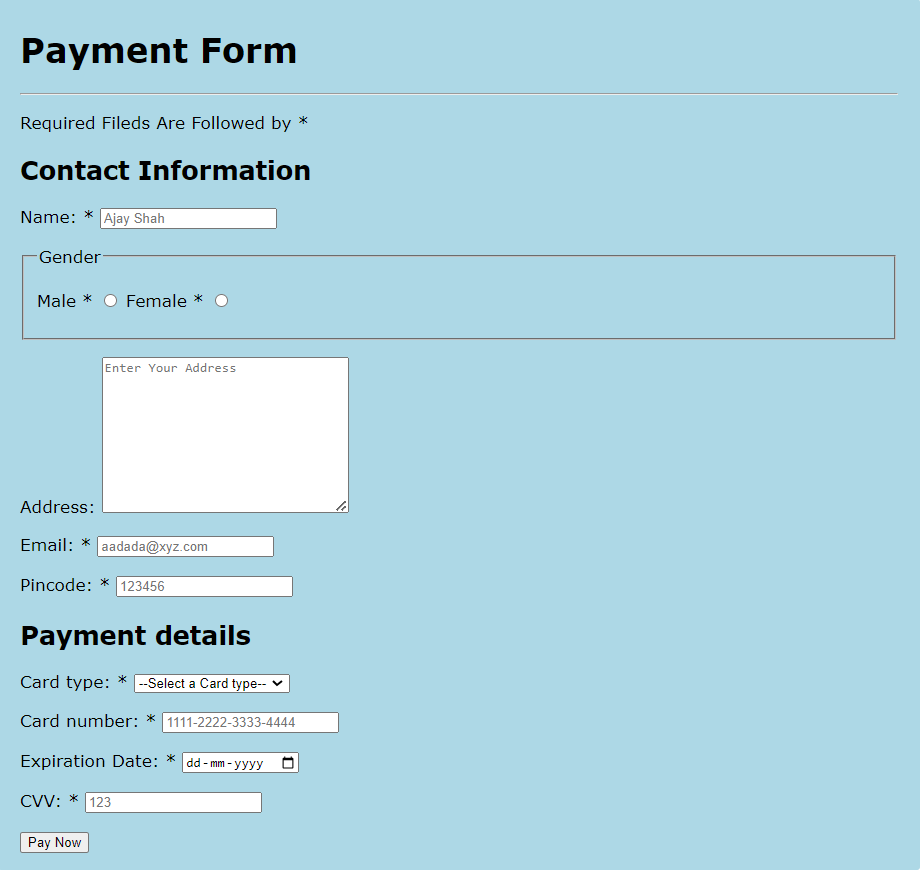 Payment Form
Required Fileds Are Followed by *
Contact Information
Name: * Ajay Shah
Gender
Male * Female *
Enter Your Address
Address:
Email: * aadada@xyz.com
Pincode: * 123456
Payment details
Card type: * --Select a Card type--
Card number: * 1111-2222-3333-4444
Expiration Date: * dd-mm-yyyy
CVV: * 123
Pay Now